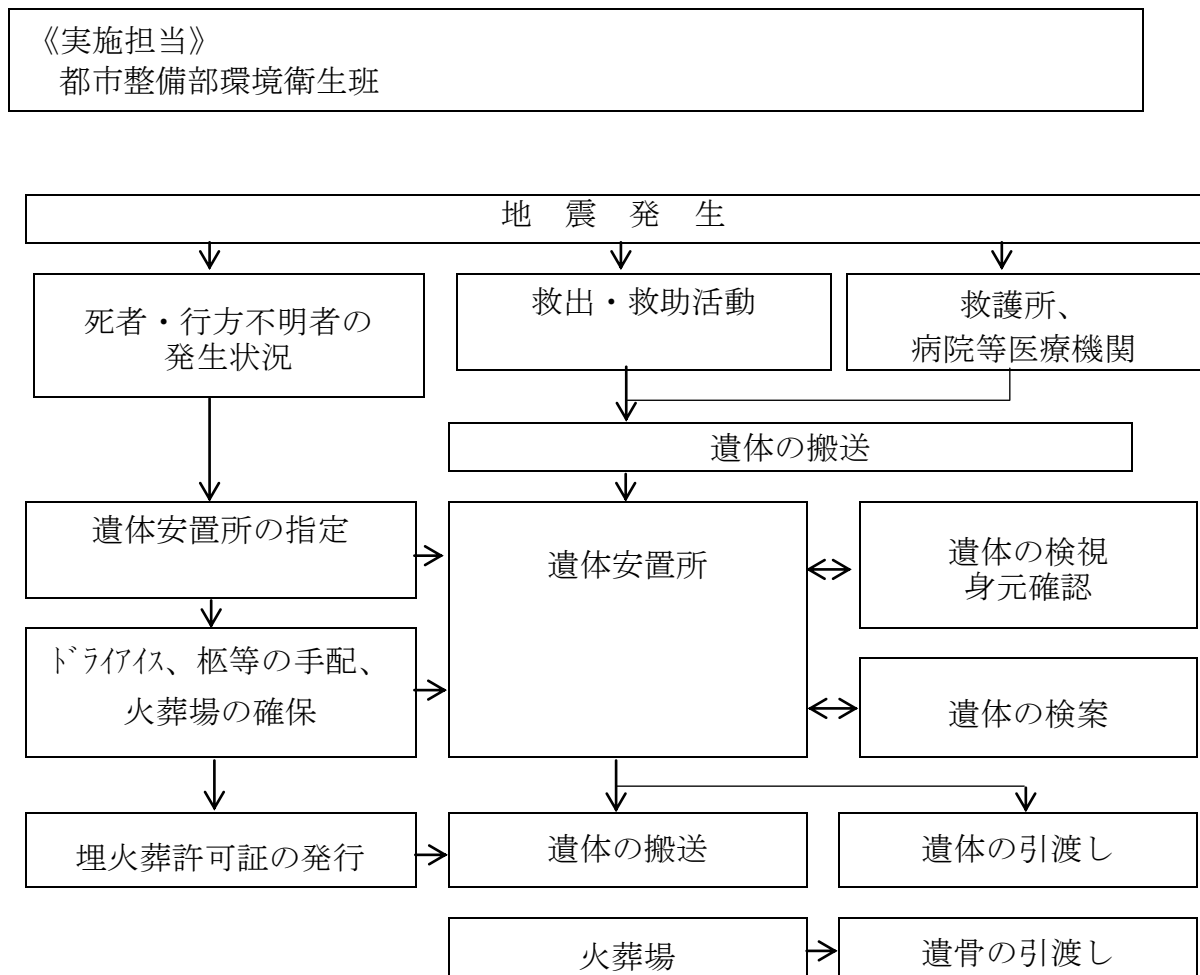 《実施担当》
都市整備部環境衛生班
地　震　発　生
死者・行方不明者の
発生状況
救出・救助活動
救護所、
病院等医療機関
遺体の搬送
遺体安置所の指定
遺体安置所
遺体の検視
身元確認
ﾄﾞﾗｲｱｲｽ、柩等の手配、
火葬場の確保
遺体の検案
埋火葬許可証の発行
遺体の搬送
遺体の引渡し
火葬場
遺骨の引渡し